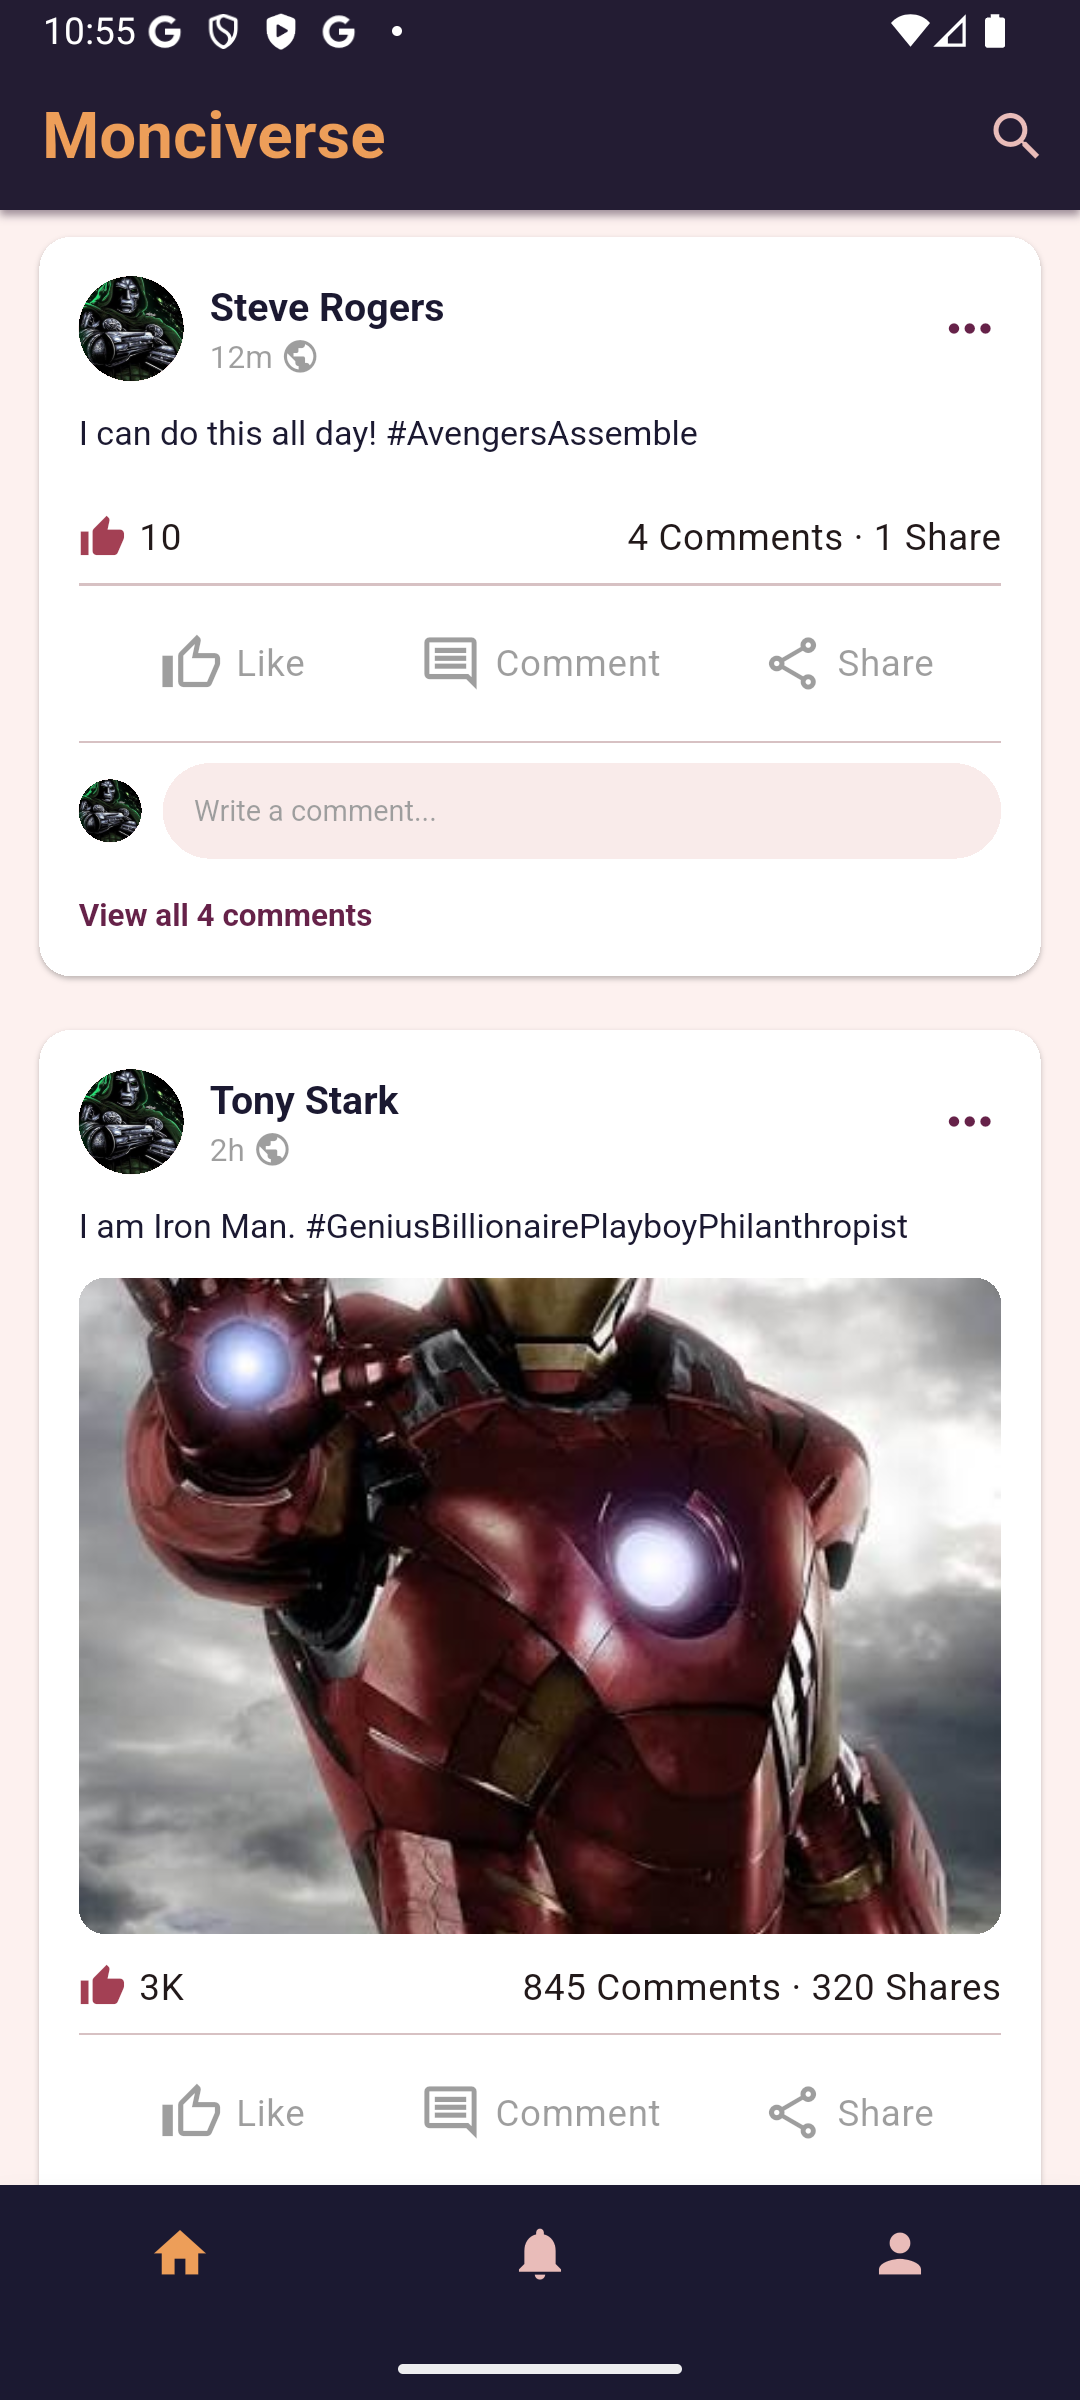 10:55
Monciverse
Steve Rogers
12m
I can do this all day! #AvengersAssemble
10
4 Comments · 1 Share
Like
Comment
Share
Write a comment...
View all 4 comments
Tony Stark
2h
I am Iron Man. #GeniusBillionairePlayboyPhilanthropist
3K
845 Comments · 320 Shares
Like
Comment
Share